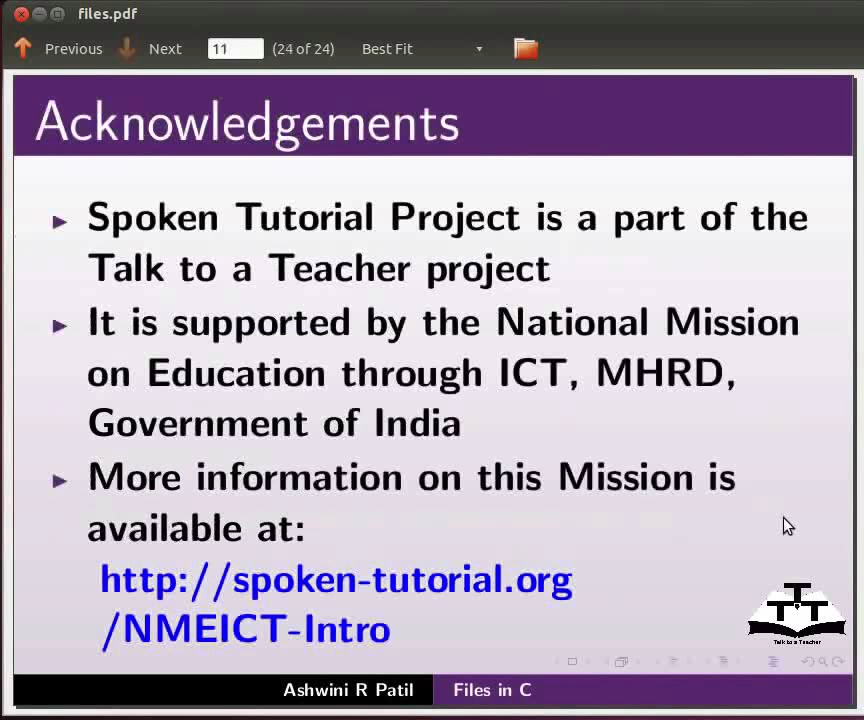 files.pdf
Previous Next 11 (24 of 24) Best Fit
Acknowledgements
Spoken Tutorial Project is a part of the
Talk to a Teacher project
It is supported by the National Mission
on Education through ICT, MHRD,
Government of India
More information on this Mission is
available at:
http://spoken-tutorial.org
/NMEICT-Intro
TTT
Talk to a Teacher
Ashwini R Patil Files in C